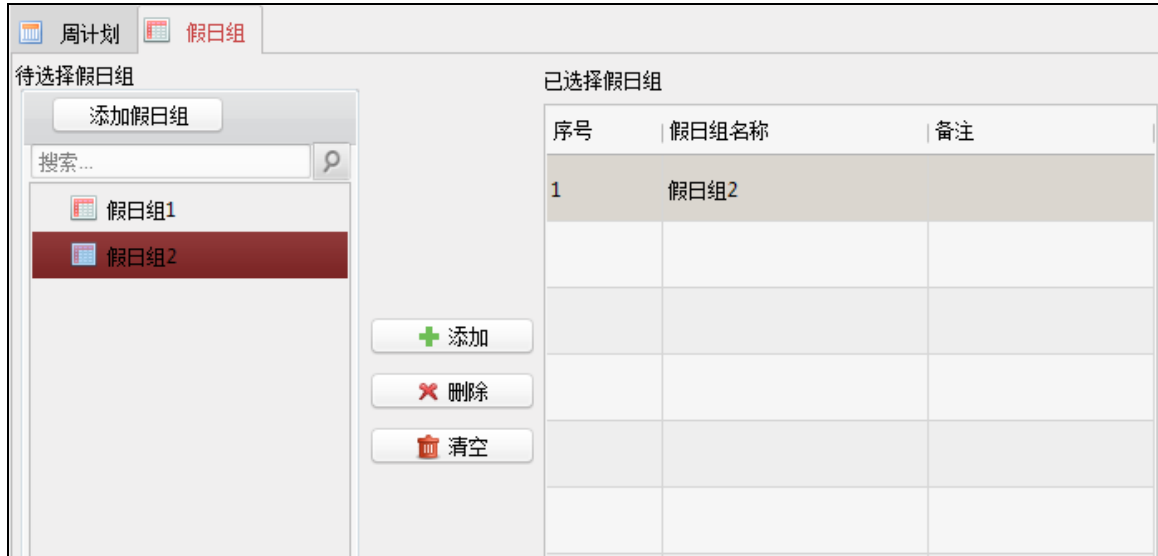 周计划 假日组
待选择假日组
添加假日组
搜索...
假日组1
假日组2
添加
删除
清空
已选择假日组
序号 假日组名称 备注
1 假日组2